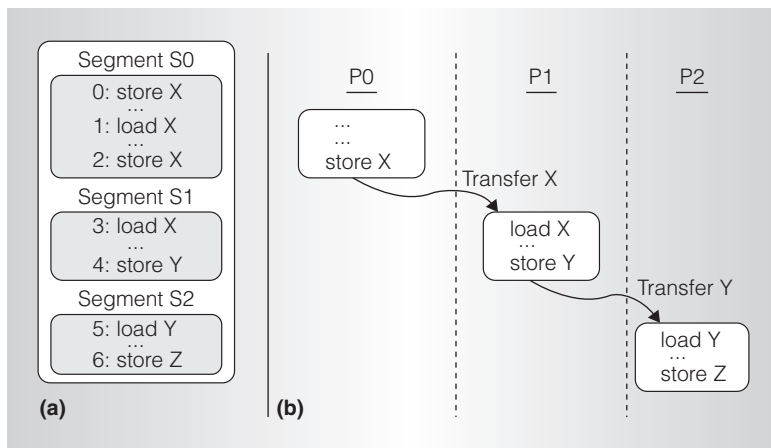 Segment S0
0: store X
...
1: load X
...
2: store X
Segment S1
3: load X
...
4: store Y
Segment S2
5: load Y
...
6: store Z
(a)
P0
P1
P2
...
...
store X
Transfer X
load X
...
store Y
Transfer Y
load Y
...
store Z
(b)